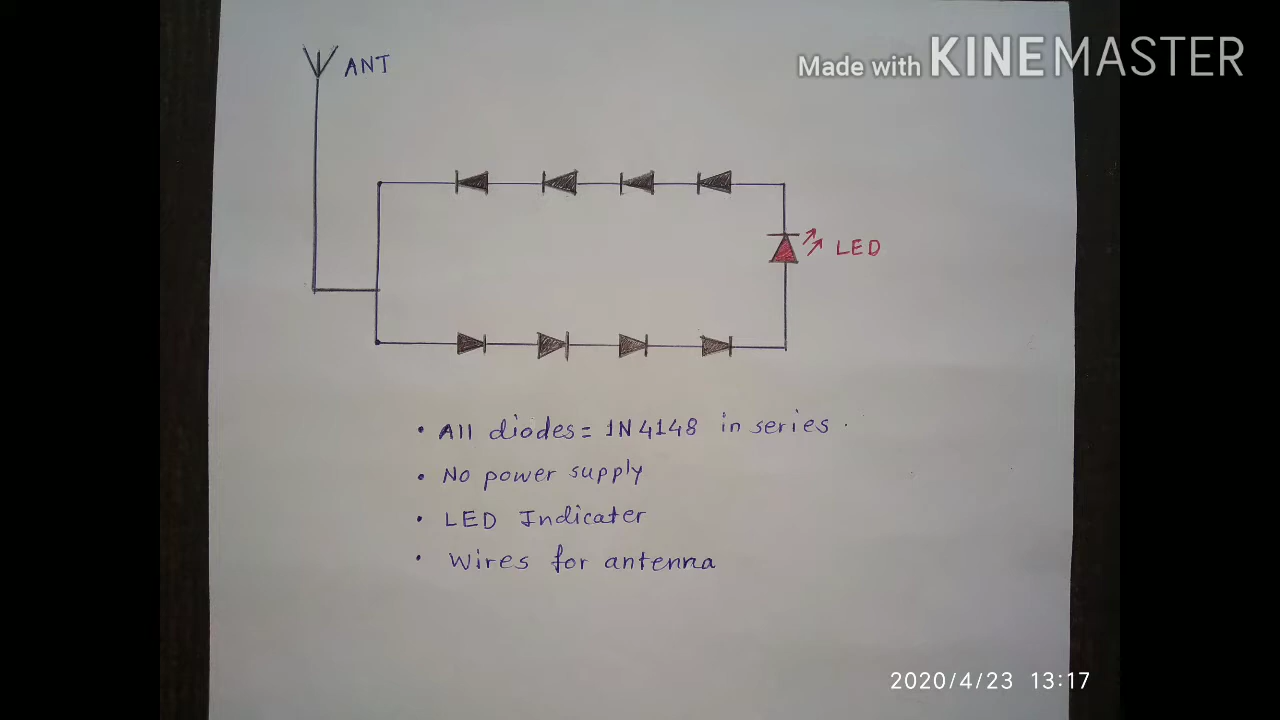 Made with KINEMASTER
ANT
LED
• All diodes = 1N4148 in series.
• No power supply
• LED Indicater
• Wires for antenna
2020/4/23 13:17